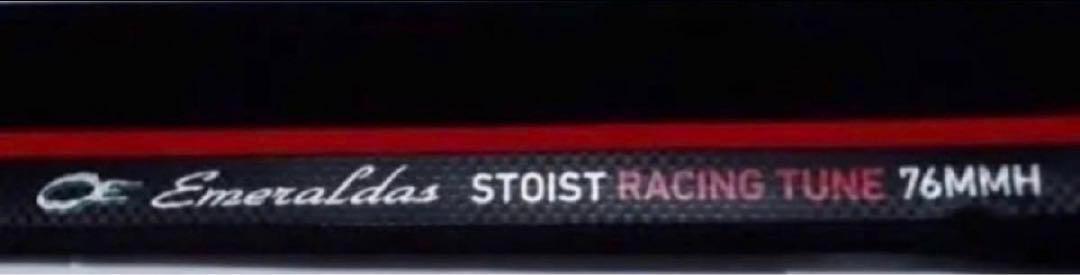 Emeraldas STOIST RACING TUNE 76MMH